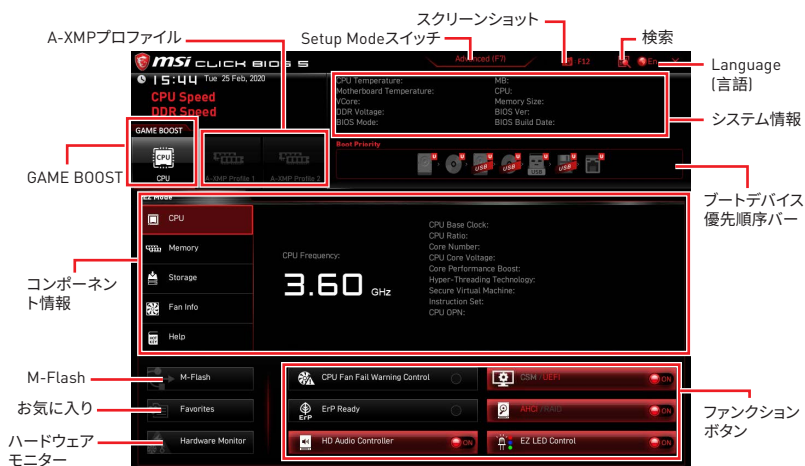 スクリーンショット
A-XMPプロファイル
Setup Modeスイッチ
検索
msi CLICK BIOS 5
Advanced (F7)
F12
En
X
Language
(言語)
15:44 Tue 25 Feb, 2020
CPU Speed
DDR Speed
CPU Temperature:
Motherboard Temperature:
VCore:
DDR Voltage:
BIOS Mode:
MB:
CPU:
Memory Size:
BIOS Ver:
BIOS Build Date:
システム情報
GAME BOOST
CPU
A-XMP Profile 1
A-XMP Profile 2
Boot Priority
U
U
USB U
USB U
USB U
USB U
U
GAME BOOST
ブートデバイス
優先順序バー
EZ Mode
CPU
Memory
Storage
Fan Info
Help
CPU Frequency:
3.60 GHz
CPU Base Clock:
CPU Ratio:
Core Number:
CPU Core Voltage:
Core Performance Boost:
Hyper-Threading Technology:
Secure Virtual Machine:
Instruction Set:
CPU OPN:
コンポーネン
ト情報
M-Flash
お気に入り
ハードウェア
モニター
M-Flash
Favorites
Hardware Monitor
CPU Fan Fail Warning Control
CSM /UEFI
ON
ErP
ErP Ready
AHCI /RAID
ON
HD Audio Controller
ON
EZ LED Control
ON
ファンクション
ボタン